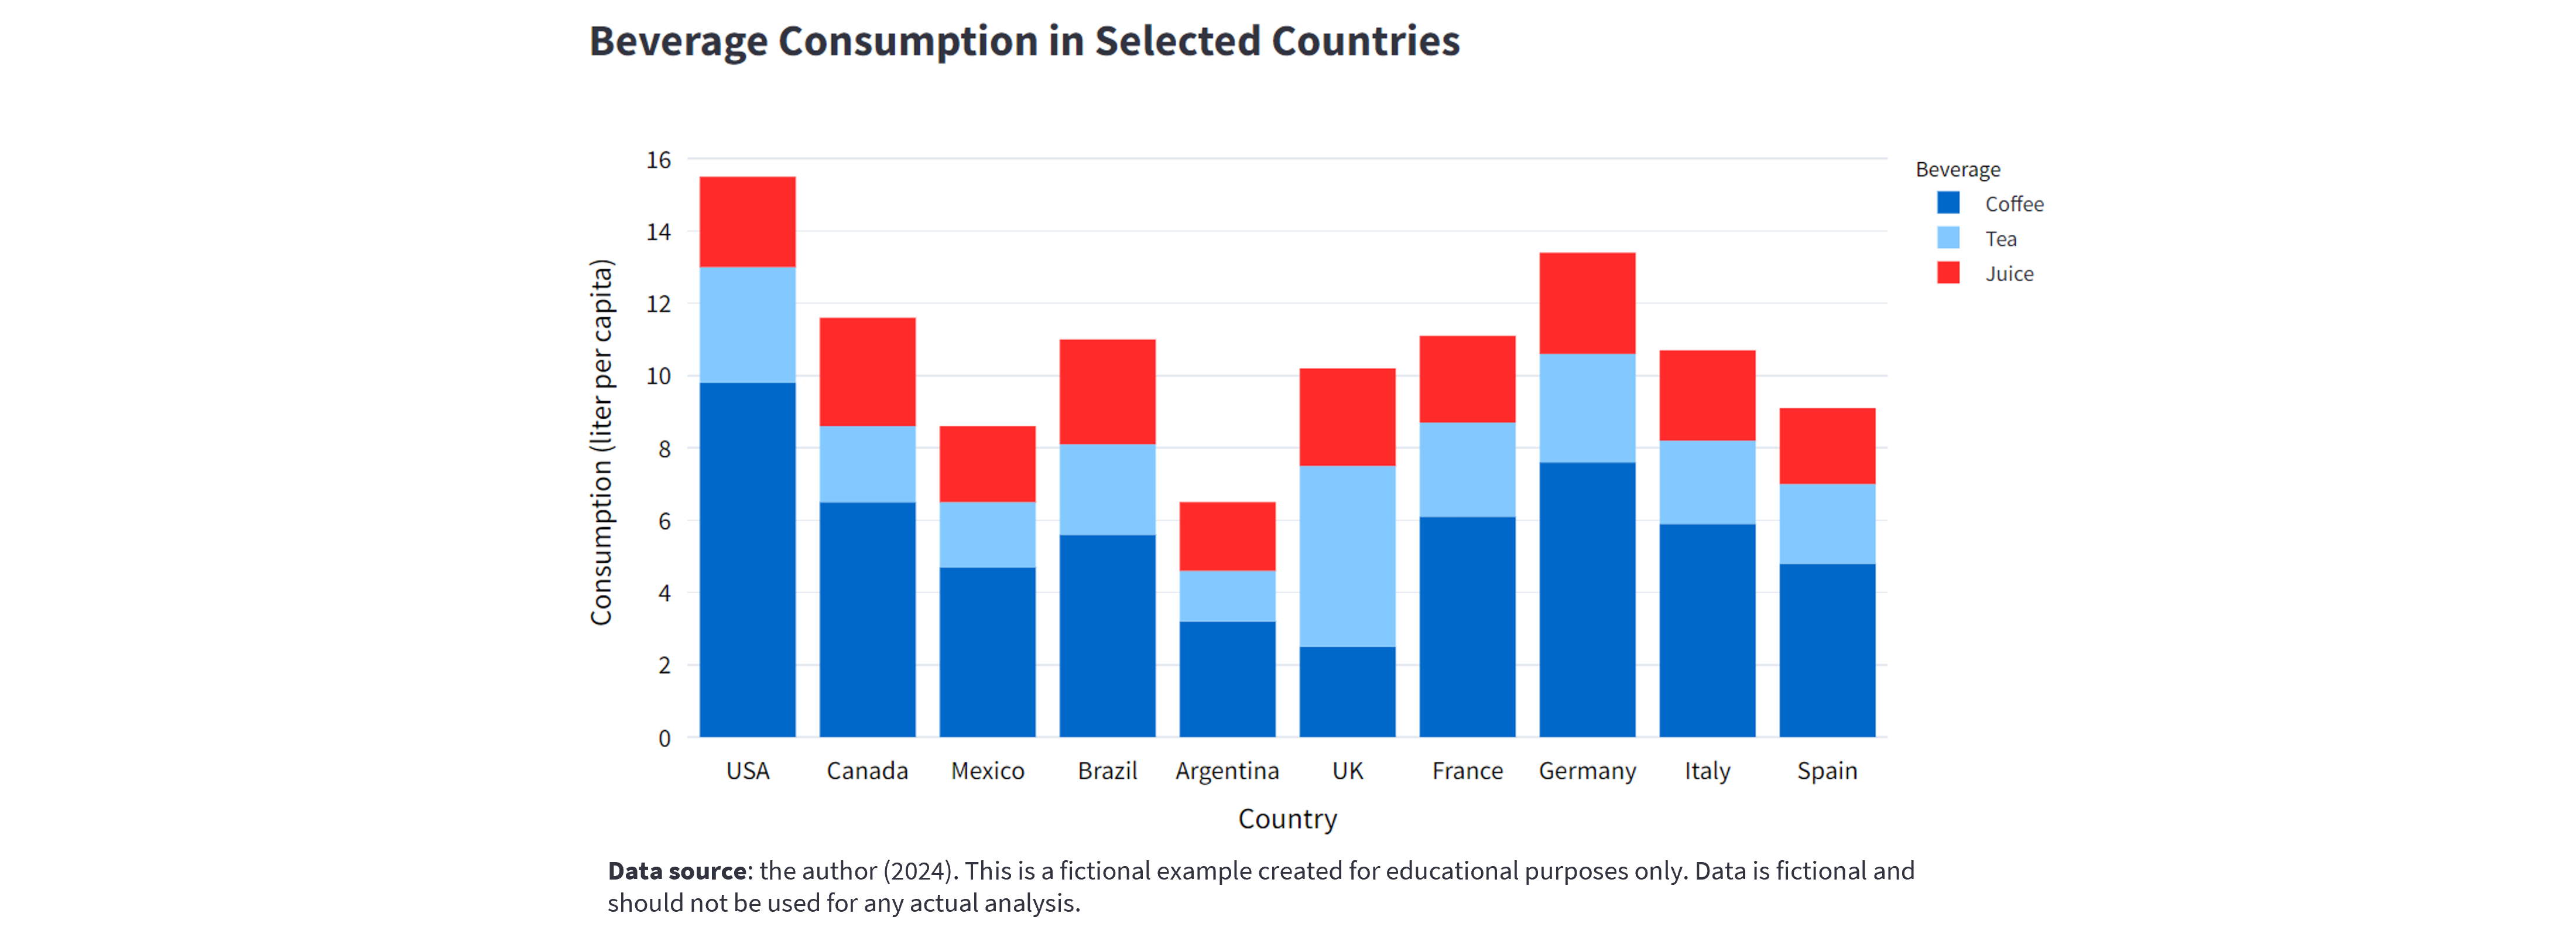 Beverage Consumption in Selected Countries
16
14
12
10
8
6
4
2
0
Consumption (liter per capita)
USA Canada Mexico Brazil Argentina UK France Germany Italy Spain
Country
Beverage
Coffee
Tea
Juice
Data source: the author (2024). This is a fictional example created for educational purposes only. Data is fictional and
should not be used for any actual analysis.